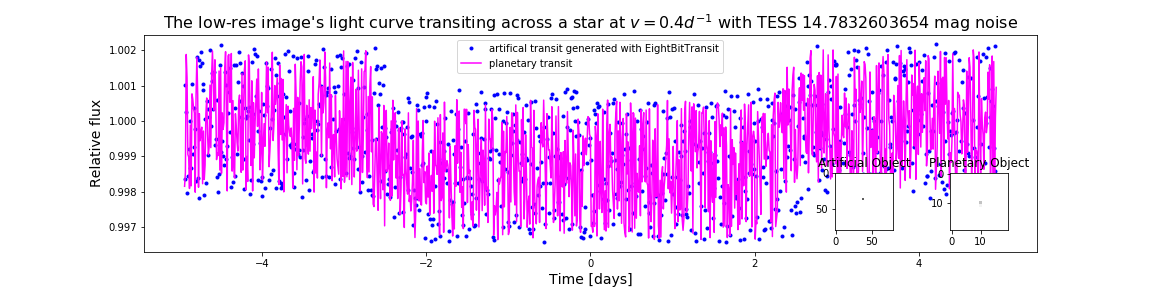 The low-res image's light curve transiting across a star at v = 0.4d⁻¹ with TESS 14.7832603654 mag noise
artifical transit generated with EightBitTransit
planetary transit
Relative flux
1.002
1.001
1.000
0.999
0.998
0.997
−4
−2
0
2
4
Time [days]
Artificial Object
0
50
0
50
Planetary Object
0
10
0
10